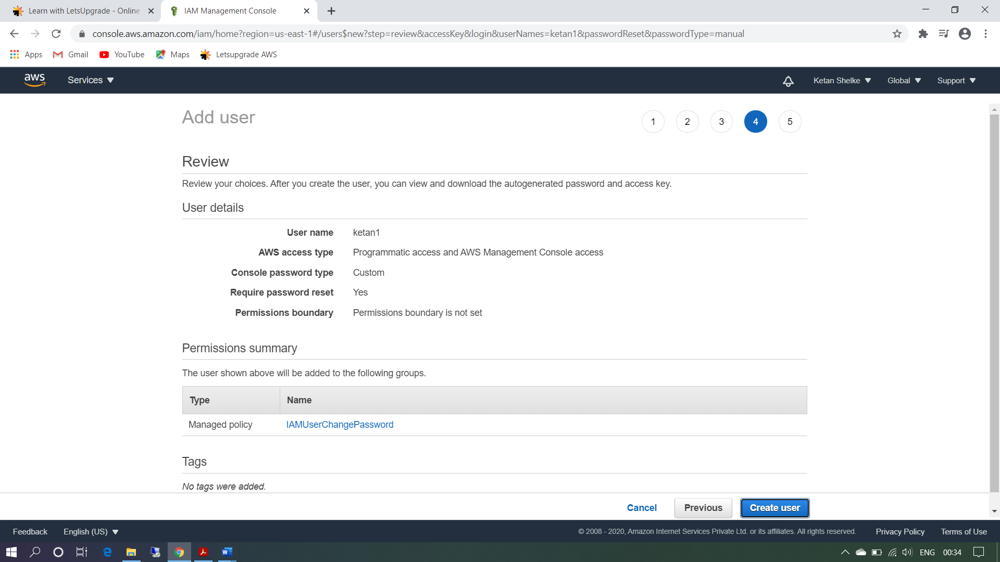 Learn with LetsUpgrade - Online
IAM Management Console
console.aws.amazon.com/iam/home?region=us-east-1#/users$new?step=review&accessKey&login&userNames=ketan1&passwordReset&passwordType=manual
Apps Gmail YouTube Maps Letsupgrade AWS
aws Services Ketan Shelke Global Support
Add user 1 2 3 4 5
Review
Review your choices. After you create the user, you can view and download the autogenerated password and access key.
User details
User name ketan1
AWS access type Programmatic access and AWS Management Console access
Console password type Custom
Require password reset Yes
Permissions boundary Permissions boundary is not set
Permissions summary
The user shown above will be added to the following groups.
Type Name
Managed policy IAMUserChangePassword
Tags
No tags were added.
Cancel Previous Create user
Feedback English (US) © 2008 - 2020, Amazon Internet Services Private Ltd. or its affiliates. All rights reserved. Privacy Policy Terms of Use
ENG 00:34